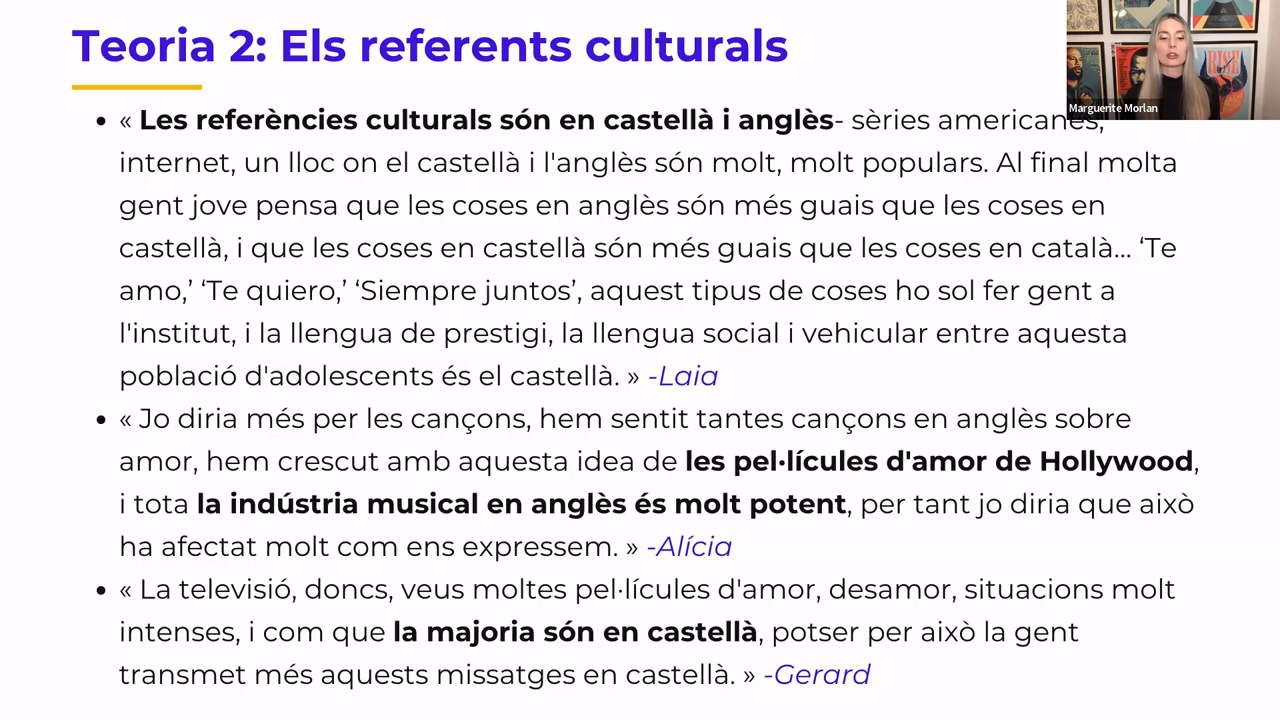 Teoria 2: Els referents culturals
Marguerite Morlan
RISE
• « Les referències culturals són en castellà i anglès- sèries americanes,
internet, un lloc on el castellà i l'anglès són molt, molt populars. Al final molta
gent jove pensa que les coses en anglès són més guais que les coses en
castellà, i que les coses en castellà són més guais que les coses en català... ‘Te
amo,’ ‘Te quiero,’ ‘Siempre juntos’, aquest tipus de coses ho sol fer gent a
l'institut, i la llengua de prestigi, la llengua social i vehicular entre aquesta
població d'adolescents és el castellà. » -Laia
• « Jo diria més per les cançons, hem sentit tantes cançons en anglès sobre
amor, hem crescut amb aquesta idea de les pel·lícules d'amor de Hollywood,
i tota la indústria musical en anglès és molt potent, per tant jo diria que això
ha afectat molt com ens expressem. » -Alícia
• « La televisió, doncs, veus moltes pel·lícules d'amor, desamor, situacions molt
intenses, i com que la majoria són en castellà, potser per això la gent
transmet més aquests missatges en castellà. » -Gerard